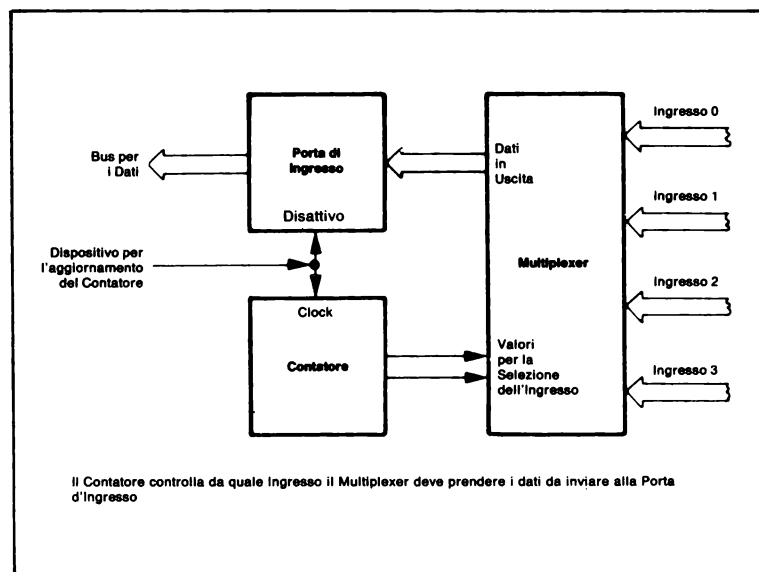 Ingresso 0
Bus per
i Dati
Porta di
Ingresso
Dati
in
Uscita
Disattivo
Ingresso 1
Dispositivo per
l'aggiornamento
del Contatore
Multiplexer
Ingresso 2
Clock
Contatore
Valori
per la
Selezione
dell'Ingresso
Ingresso 3
Il Contatore controlla da quale Ingresso il Multiplexer deve prendere i dati da inviare alla Porta
d'Ingresso